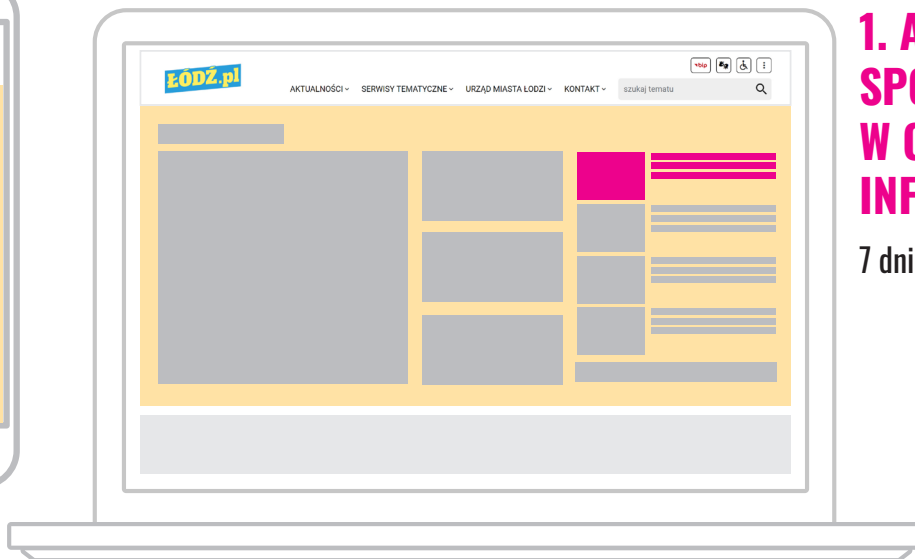 ŁÓDŹ.pl
bip
AKTUALNOŚCI SERWISY TEMATYCZNE URZĄD MIASTA ŁODZI KONTAKT szukaj tematu
1. A
SPO
W
INF
7 dni